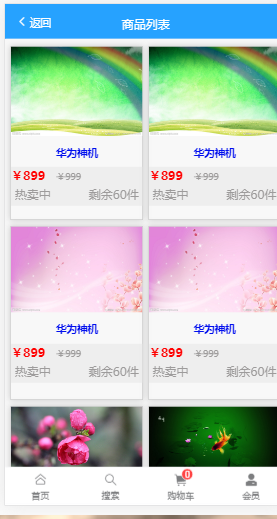 返回 商品列表
华为神机 华为神机
¥899 ¥999 ¥899 ¥999
热卖中 剩余60件 热卖中 剩余60件
华为神机 华为神机
¥899 ¥999 ¥899 ¥999
热卖中 剩余60件 热卖中 剩余60件
0
首页 搜索 购物车 会员